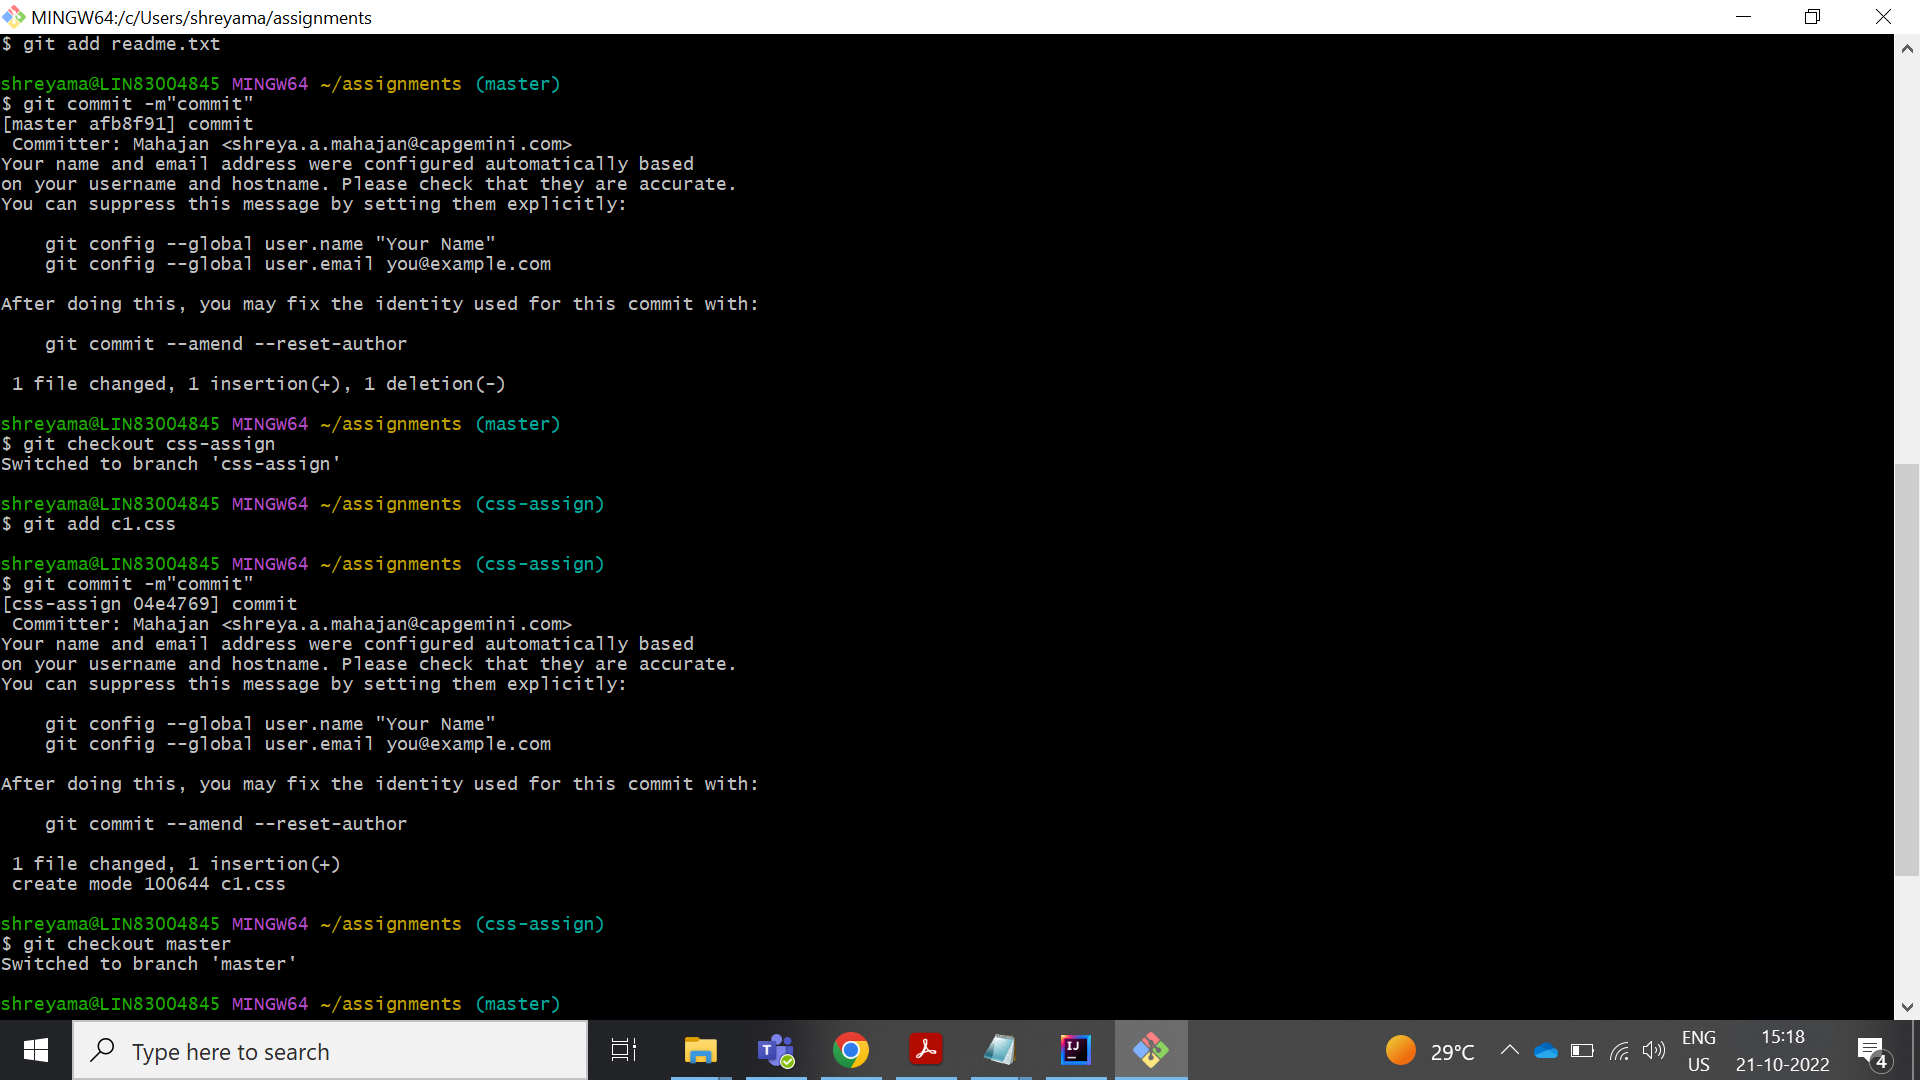 MINGW64:/c/Users/shreyama/assignments
$ git add readme.txt
shreyama@LIN83004845 MINGW64 ~/assignments (master)
$ git commit -m"commit"
[master afb8f91] commit
 Committer: Mahajan <shreya.a.mahajan@capgemini.com>
Your name and email address were configured automatically based
on your username and hostname. Please check that they are accurate.
You can suppress this message by setting them explicitly:
    git config --global user.name "Your Name"
    git config --global user.email you@example.com
After doing this, you may fix the identity used for this commit with:
    git commit --amend --reset-author
 1 file changed, 1 insertion(+), 1 deletion(-)
shreyama@LIN83004845 MINGW64 ~/assignments (master)
$ git checkout css-assign
Switched to branch 'css-assign'
shreyama@LIN83004845 MINGW64 ~/assignments (css-assign)
$ git add c1.css
shreyama@LIN83004845 MINGW64 ~/assignments (css-assign)
$ git commit -m"commit"
[css-assign 04e4769] commit
 Committer: Mahajan <shreya.a.mahajan@capgemini.com>
Your name and email address were configured automatically based
on your username and hostname. Please check that they are accurate.
You can suppress this message by setting them explicitly:
    git config --global user.name "Your Name"
    git config --global user.email you@example.com
After doing this, you may fix the identity used for this commit with:
    git commit --amend --reset-author
 1 file changed, 1 insertion(+)
 create mode 100644 c1.css
shreyama@LIN83004845 MINGW64 ~/assignments (css-assign)
$ git checkout master
Switched to branch 'master'
shreyama@LIN83004845 MINGW64 ~/assignments (master)
Type here to search
T
IJ
29°C
ENG
US
15:18
21-10-2022
4